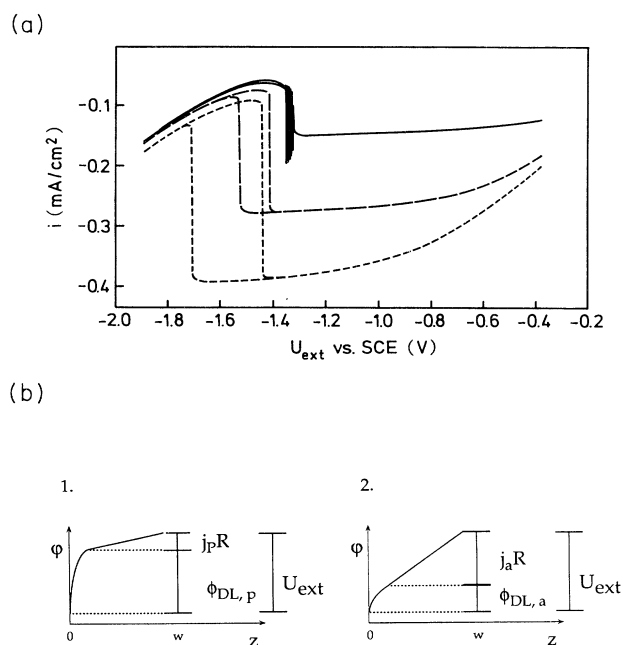 (a)
-0.1
-0.2
-0.3
-0.4
i (mA/cm²)
-2.0 -1.8 -1.6 -1.4 -1.2 -1.0 -0.8 -0.6 -0.4 -0.2
U_ext vs. SCE (V)
(b)
1.
φ
j_P R
ϕ_DL, p
U_ext
0 w z
2.
φ
j_a R
ϕ_DL, a
U_ext
0 w z